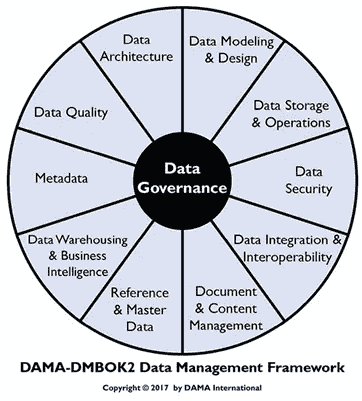 Data
Architecture
Data Modeling
& Design
Data Storage
& Operations
Data
Security
Data Integration &
Interoperability
Document
& Content
Management
Reference
& Master
Data
Data Warehousing
& Business
Intelligence
Metadata
Data Quality
Data
Governance
DAMA-DMBOK2 Data Management Framework
Copyright © 2017 by DAMA International